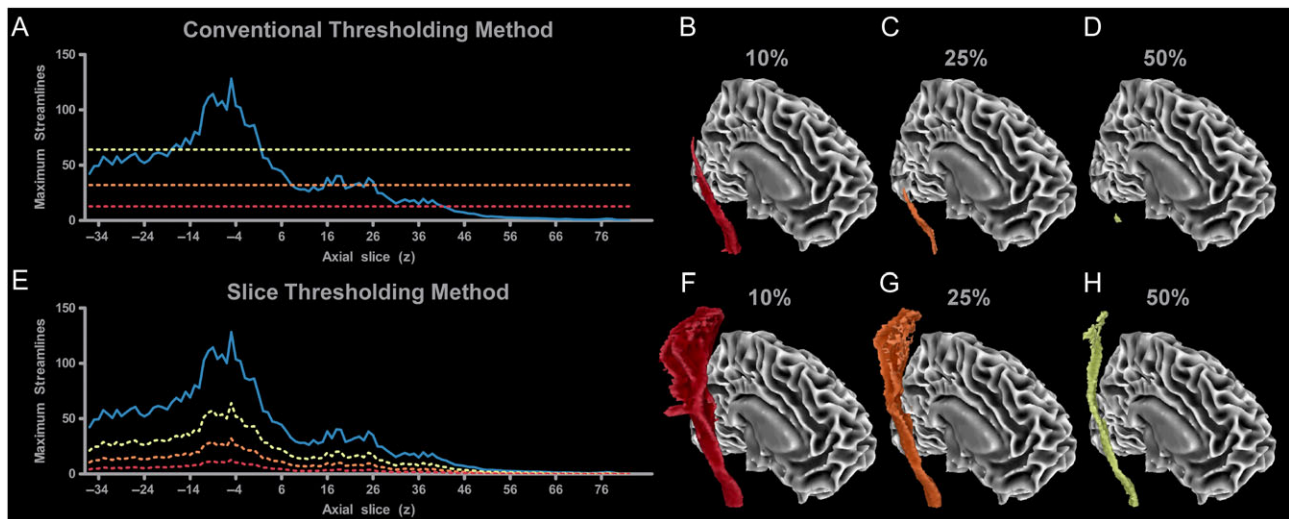 A
Conventional Thresholding Method
150
100
50
0
Maximum Streamlines
−34 −24 −14 −4 6 16 26 36 46 56 66 76
Axial slice (z)
B
10%
C
25%
D
50%
E
Slice Thresholding Method
150
100
50
0
Maximum Streamlines
−34 −24 −14 −4 6 16 26 36 46 56 66 76
Axial slice (z)
F
10%
G
25%
H
50%